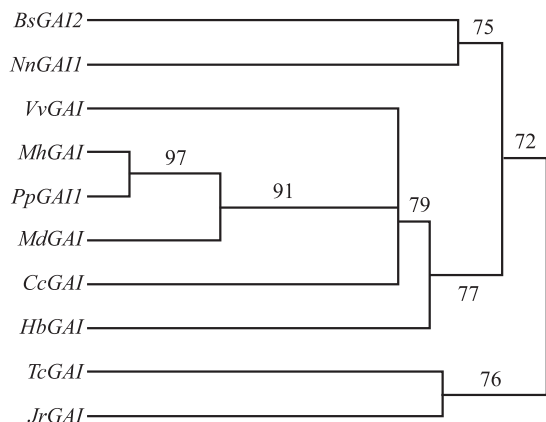 BsGAI2
75
NnGAI1
VvGAI
72
MhGAI
97
PpGAI1
91
79
MdGAI
CcGAI
77
HbGAI
TcGAI
76
JrGAI